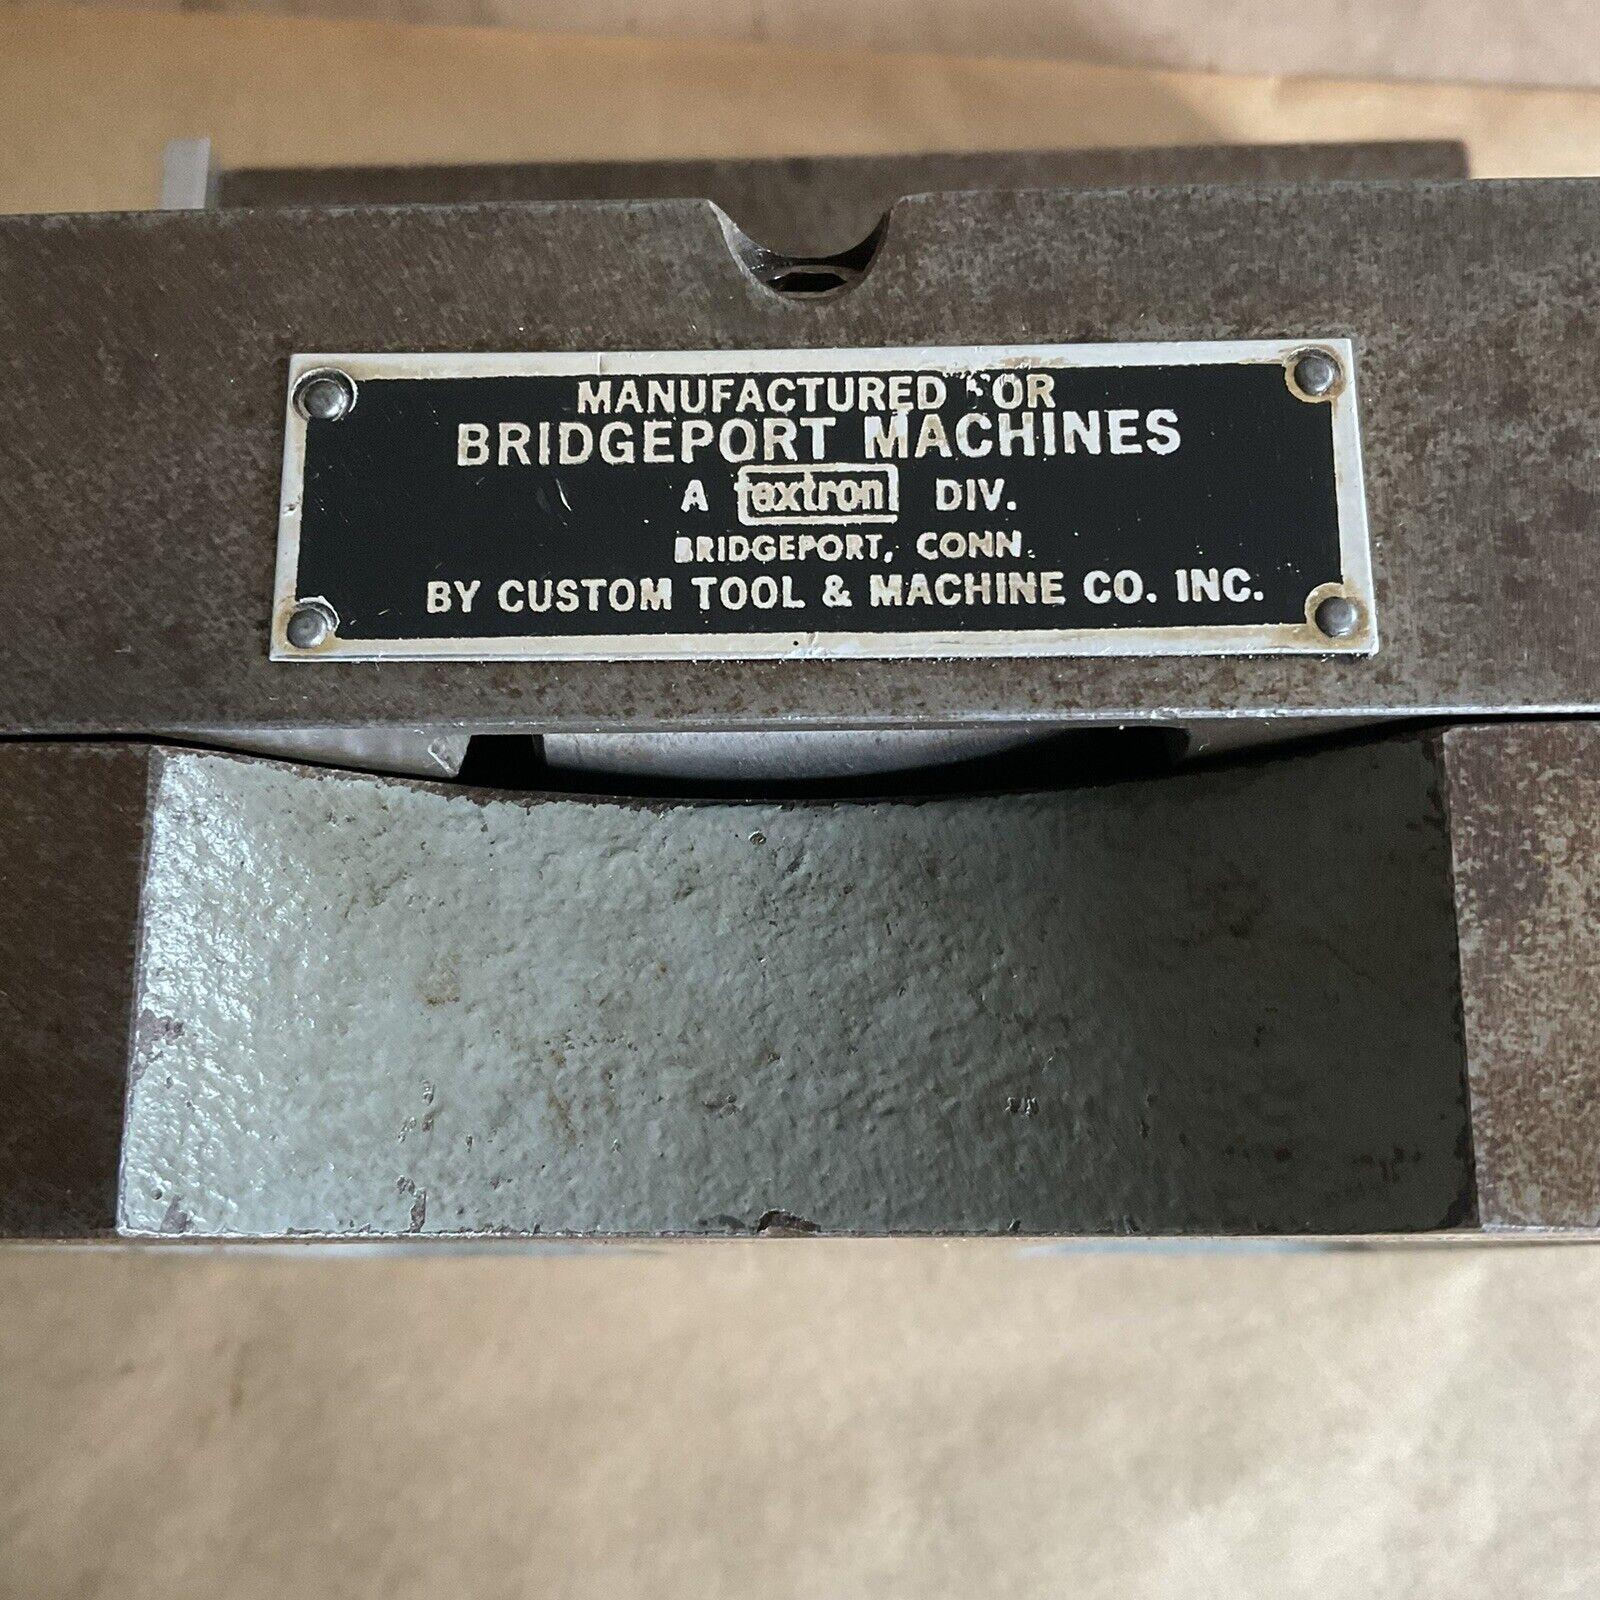 MANUFACTURED FOR
BRIDGEPORT MACHINES
A textron DIV.
BRIDGEPORT, CONN.
BY CUSTOM TOOL & MACHINE CO. INC.